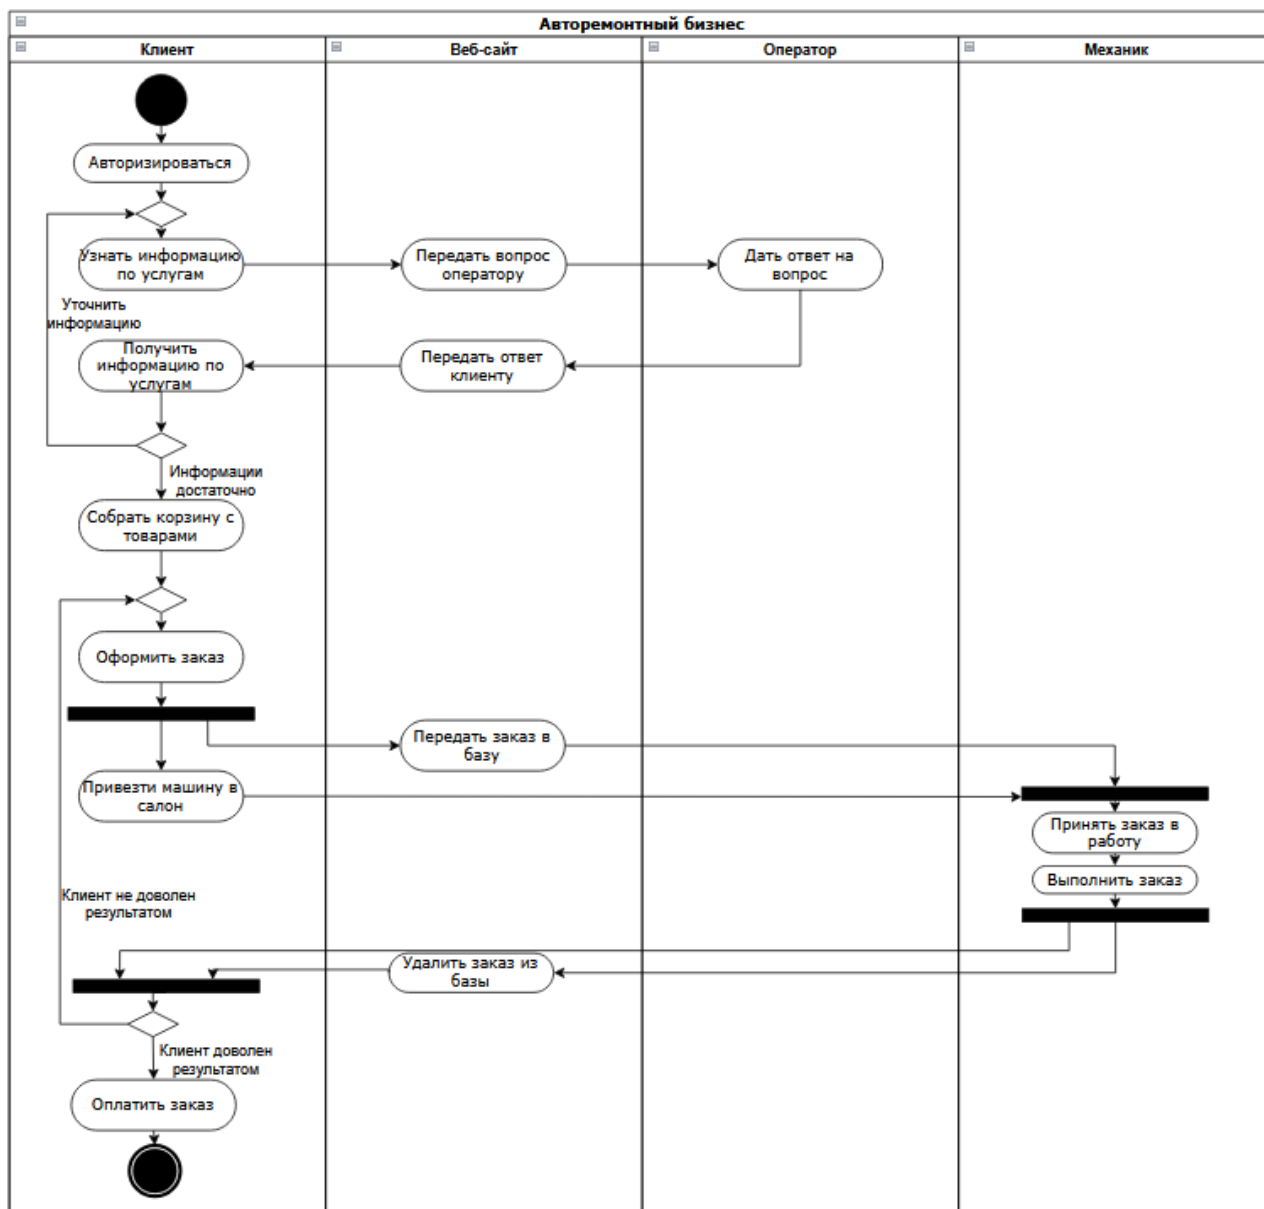 Авторемонтный бизнес
Клиент
Веб-сайт
Оператор
Механик
Авторизироваться
Узнать информацию
по услугам
Передать вопрос
оператору
Дать ответ на
вопрос
Уточнить
информацию
Получить
информацию по
услугам
Передать ответ
клиенту
Информации
достаточно
Собрать корзину с
товарами
Оформить заказ
Передать заказ в
базу
Привезти машину в
салон
Принять заказ в
работу
Выполнить заказ
Клиент не доволен
результатом
Удалить заказ из
базы
Клиент доволен
результатом
Оплатить заказ